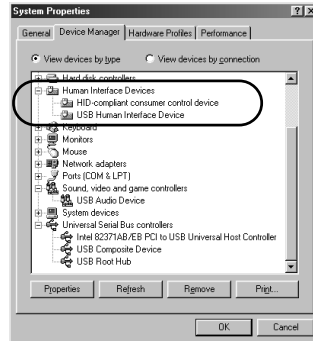 System Properties
General Device Manager Hardware Profiles Performance
View devices by type View devices by connection
Hard disk controllers
Human Interface Devices
HID-compliant consumer control device
USB Human Interface Device
Keyboard
Monitors
Mouse
Network adapters
Ports (COM & LPT)
Sound, video and game controllers
USB Audio Device
System devices
Universal Serial Bus controllers
Intel 82371AB/EB PCI to USB Universal Host Controller
USB Composite Device
USB Root Hub
Properties Refresh Remove Print...
OK Cancel